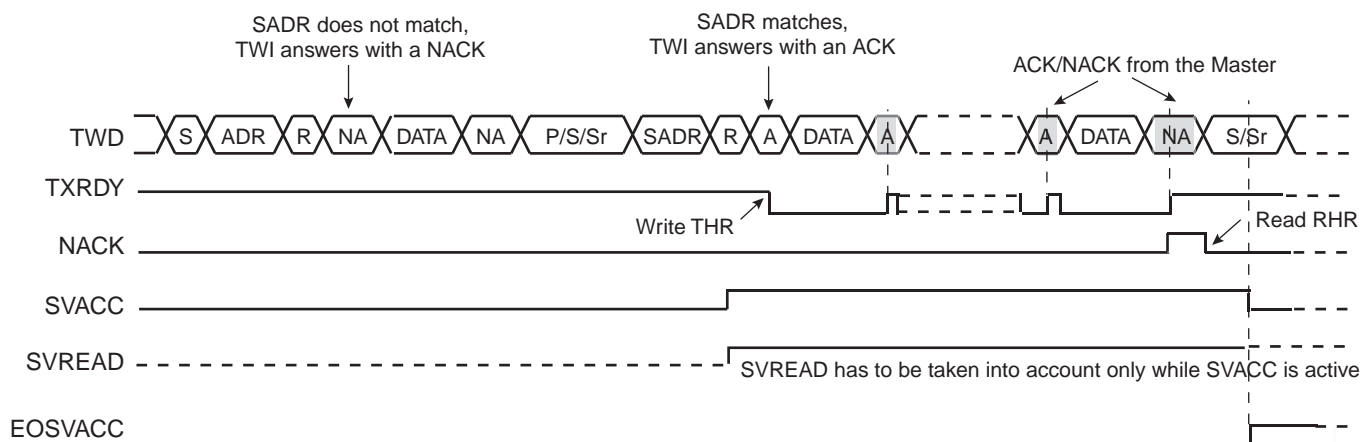 SADR does not match,
TWI answers with a NACK
SADR matches,
TWI answers with an ACK
ACK/NACK from the Master
TWD S ADR R NA DATA NA P/S/Sr SADR R A DATA A A DATA NA S/Sr
TXRDY
Write THR
Read RHR
NACK
SVACC
SVREAD
SVREAD has to be taken into account only while SVACC is active
EOSVACC